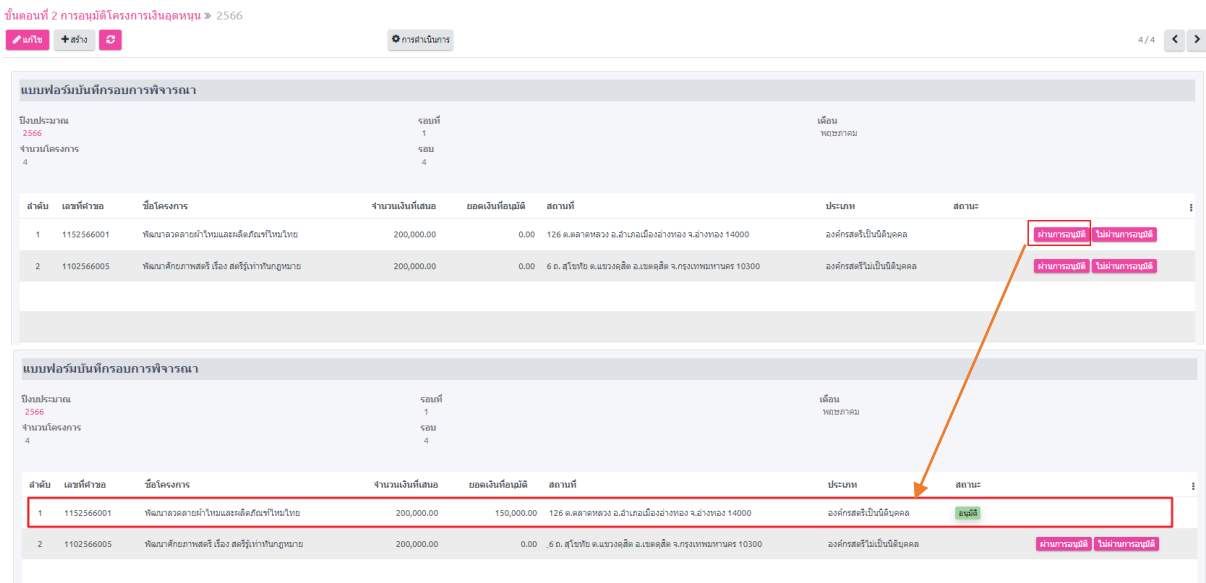 ขั้นตอนที่ 2 การอนุมัติโครงการเงินอุดหนุน » 2566
แก้ไข +สร้าง การดำเนินการ 4/4
แบบฟอร์มบันทึกรอบการพิจารณา
ปีงบประมาณ รอบที่ เดือน
2566 1 พฤษภาคม
จำนวนโครงการ รอบ
4 4
ลำดับ เลขที่คำขอ ชื่อโครงการ จำนวนเงินที่เสนอ ยอดเงินที่อนุมัติ สถานที่ ประเภท สถานะ
1 1152566001 พัฒนาลวดลายผ้าไหมและผลิตภัณฑ์ไหมไทย 200,000.00 0.00 126 ต.ตลาดหลวง อ.อำเภอเมืองอ่างทอง จ.อ่างทอง 14000 องค์กรสตรีเป็นนิติบุคคล ผ่านการอนุมัติ ไม่ผ่านการอนุมัติ
2 1102566005 พัฒนาศักยภาพสตรี เรื่อง สตรีรู้เท่าทันกฎหมาย 200,000.00 0.00 6 ถ. สุโขทัย ต.แขวงดุสิต อ.เขตดุสิต จ.กรุงเทพมหานคร 10300 องค์กรสตรีไม่เป็นนิติบุคคล ผ่านการอนุมัติ ไม่ผ่านการอนุมัติ
แบบฟอร์มบันทึกรอบการพิจารณา
ปีงบประมาณ รอบที่ เดือน
2566 1 พฤษภาคม
จำนวนโครงการ รอบ
4 4
ลำดับ เลขที่คำขอ ชื่อโครงการ จำนวนเงินที่เสนอ ยอดเงินที่อนุมัติ สถานที่ ประเภท สถานะ
1 1152566001 พัฒนาลวดลายผ้าไหมและผลิตภัณฑ์ไหมไทย 200,000.00 150,000.00 126 ต.ตลาดหลวง อ.อำเภอเมืองอ่างทอง จ.อ่างทอง 14000 องค์กรสตรีเป็นนิติบุคคล อนุมัติ
2 1102566005 พัฒนาศักยภาพสตรี เรื่อง สตรีรู้เท่าทันกฎหมาย 200,000.00 0.00 6 ถ. สุโขทัย ต.แขวงดุสิต อ.เขตดุสิต จ.กรุงเทพมหานคร 10300 องค์กรสตรีไม่เป็นนิติบุคคล ผ่านการอนุมัติ ไม่ผ่านการอนุมัติ